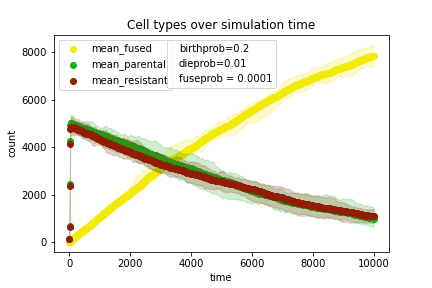 Cell types over simulation time
mean_fused
mean_parental
mean_resistant
birthprob=0.2
dieprob=0.01
fuseprob = 0.0001
count
8000
6000
4000
2000
0
0 2000 4000 6000 8000 10000
time